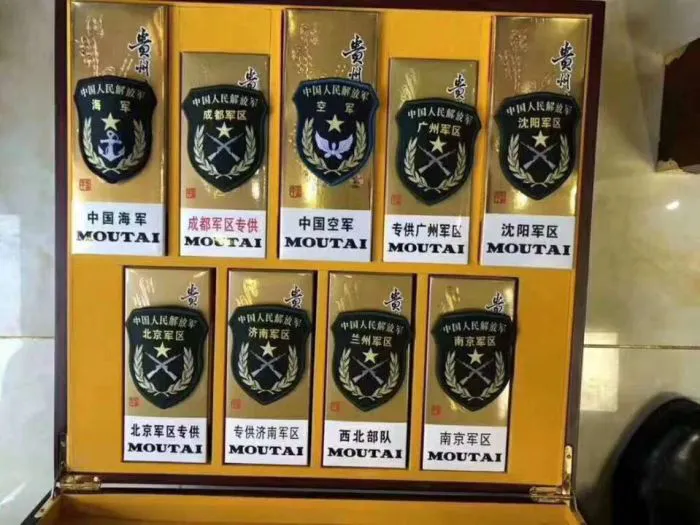 贵州
中国人民解放军
海军
中国海军
MOUTAI
贵州
中国人民解放军
成都军区
成都军区专供
MOUTAI
贵州
中国人民解放军
空军
中国空军
MOUTAI
贵州
中国人民解放军
广州军区
专供广州军区
MOUTAI
贵州
中国人民解放军
沈阳军区
沈阳军区
MOUTAI
贵
中国人民解放军
北京军区
北京军区专供
MOUTAI
贵
中国人民解放军
济南军区
专供济南军区
MOUTAI
贵
中国人民解放军
兰州军区
西北部队
MOUTAI
贵
中国人民解放军
南京军区
南京军区
MOUTAI